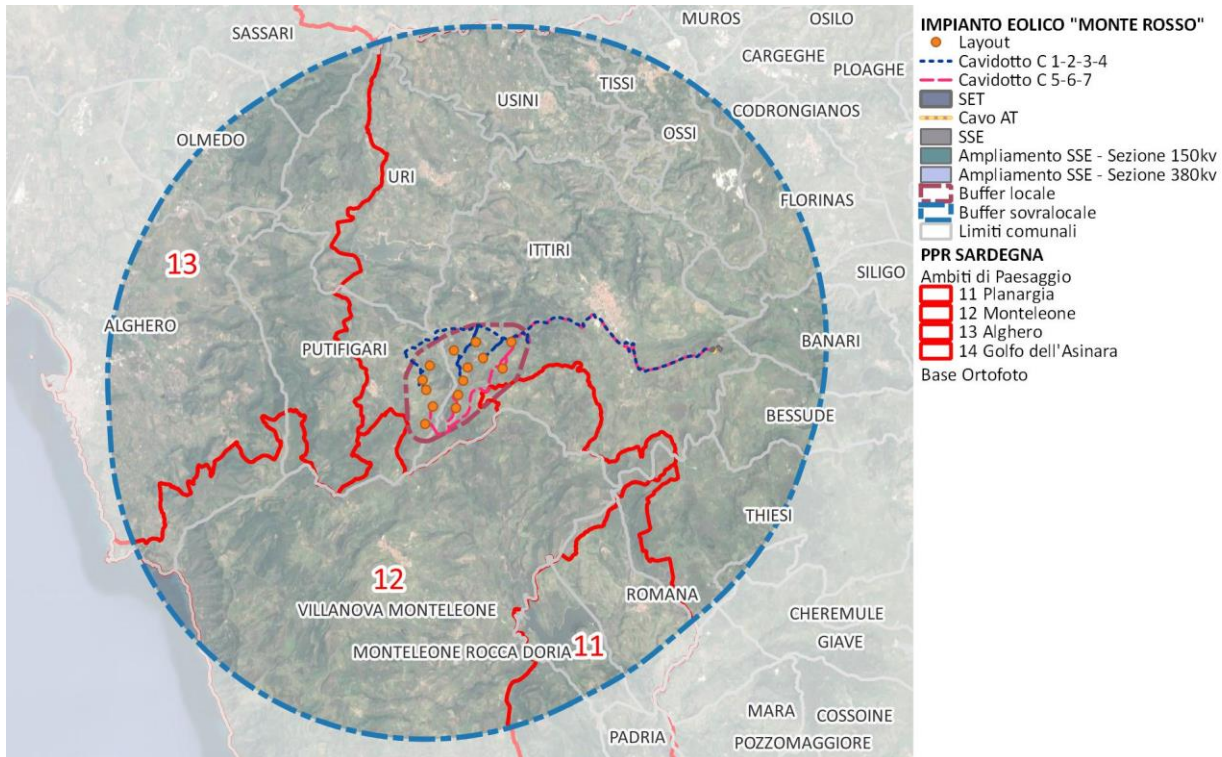 SASSARI
MUROS
OSILO
CARGEGHE
PLOAGHE
TISSI
USINI
CODRONGIANOS
OLMEDO
OSSI
URI
FLORINAS
ITTIRI
13
SILIGO
ALGHERO
PUTIFIGARI
BANARI
BESSUDE
THIESI
12
ROMANA
VILLANOVA MONTELEONE
CHEREMULE
GIAVE
MONTELEONE ROCCA DORIA
11
MARA
COSSOINE
PADRIA
POZZOMAGGIORE
IMPIANTO EOLICO "MONTE ROSSO"
Layout
Cavidotto C 1-2-3-4
Cavidotto C 5-6-7
SET
Cavo AT
SSE
Ampliamento SSE - Sezione 150kv
Ampliamento SSE - Sezione 380kv
Buffer locale
Buffer sovralocale
Limiti comunali
PPR SARDEGNA
Ambiti di Paesaggio
11 Planargia
12 Monteleone
13 Alghero
14 Golfo dell'Asinara
Base Ortofoto